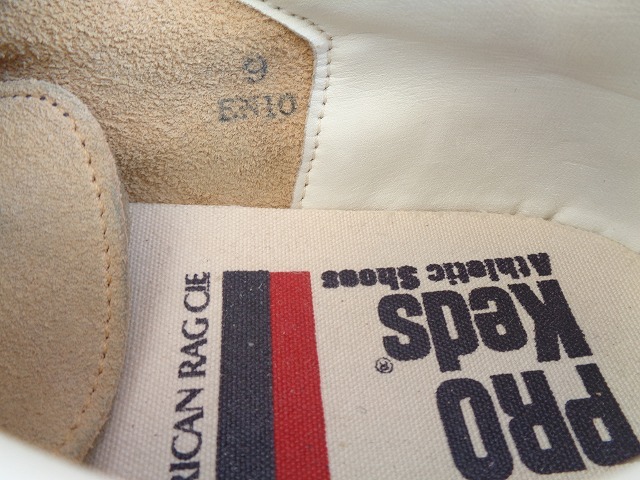 9
EX10
PRO
Keds®
Athletic Shoes
RICAN RAG CIE